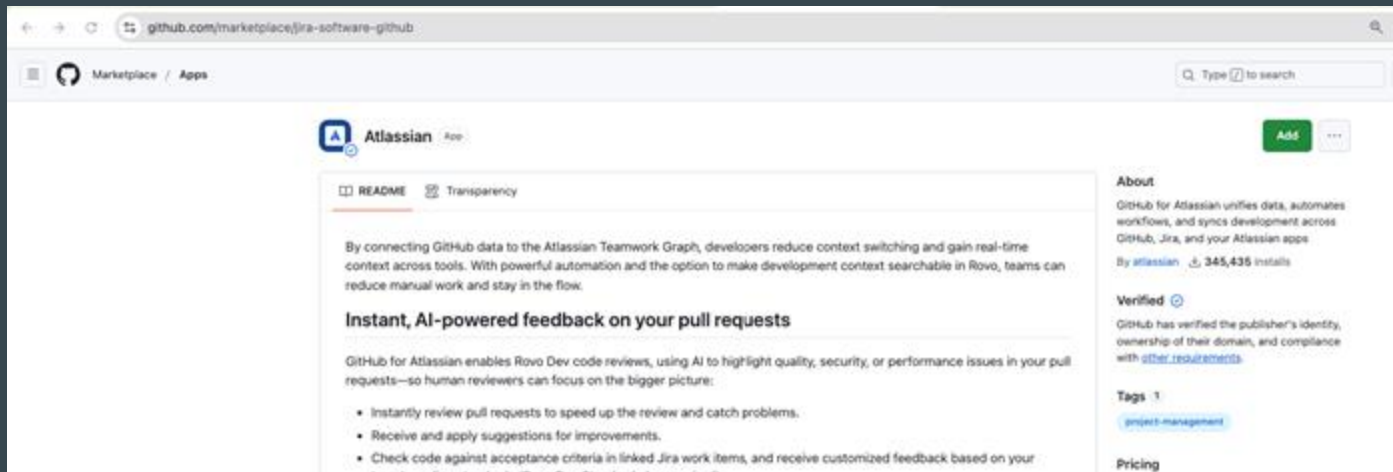 github.com/marketplace/jira-software-github
Marketplace / Apps
Type / to search
Atlassian App
Add
README Transparency
By connecting GitHub data to the Atlassian Teamwork Graph, developers reduce context switching and gain real-time
context across tools. With powerful automation and the option to make development context searchable in Rovo, teams can
reduce manual work and stay in the flow.
Instant, AI-powered feedback on your pull requests
GitHub for Atlassian enables Rovo Dev code reviews, using AI to highlight quality, security, or performance issues in your pull
requests—so human reviewers can focus on the bigger picture:
• Instantly review pull requests to speed up the review and catch problems.
• Receive and apply suggestions for improvements.
• Check code against acceptance criteria in linked Jira work items, and receive customized feedback based on your
About
GitHub for Atlassian unifies data, automates
workflows, and syncs development across
GitHub, Jira, and your Atlassian apps
By atlassian 345,435 installs
Verified
GitHub has verified the publisher's identity,
ownership of their domain, and compliance
with other requirements.
Tags 1
project-management
Pricing